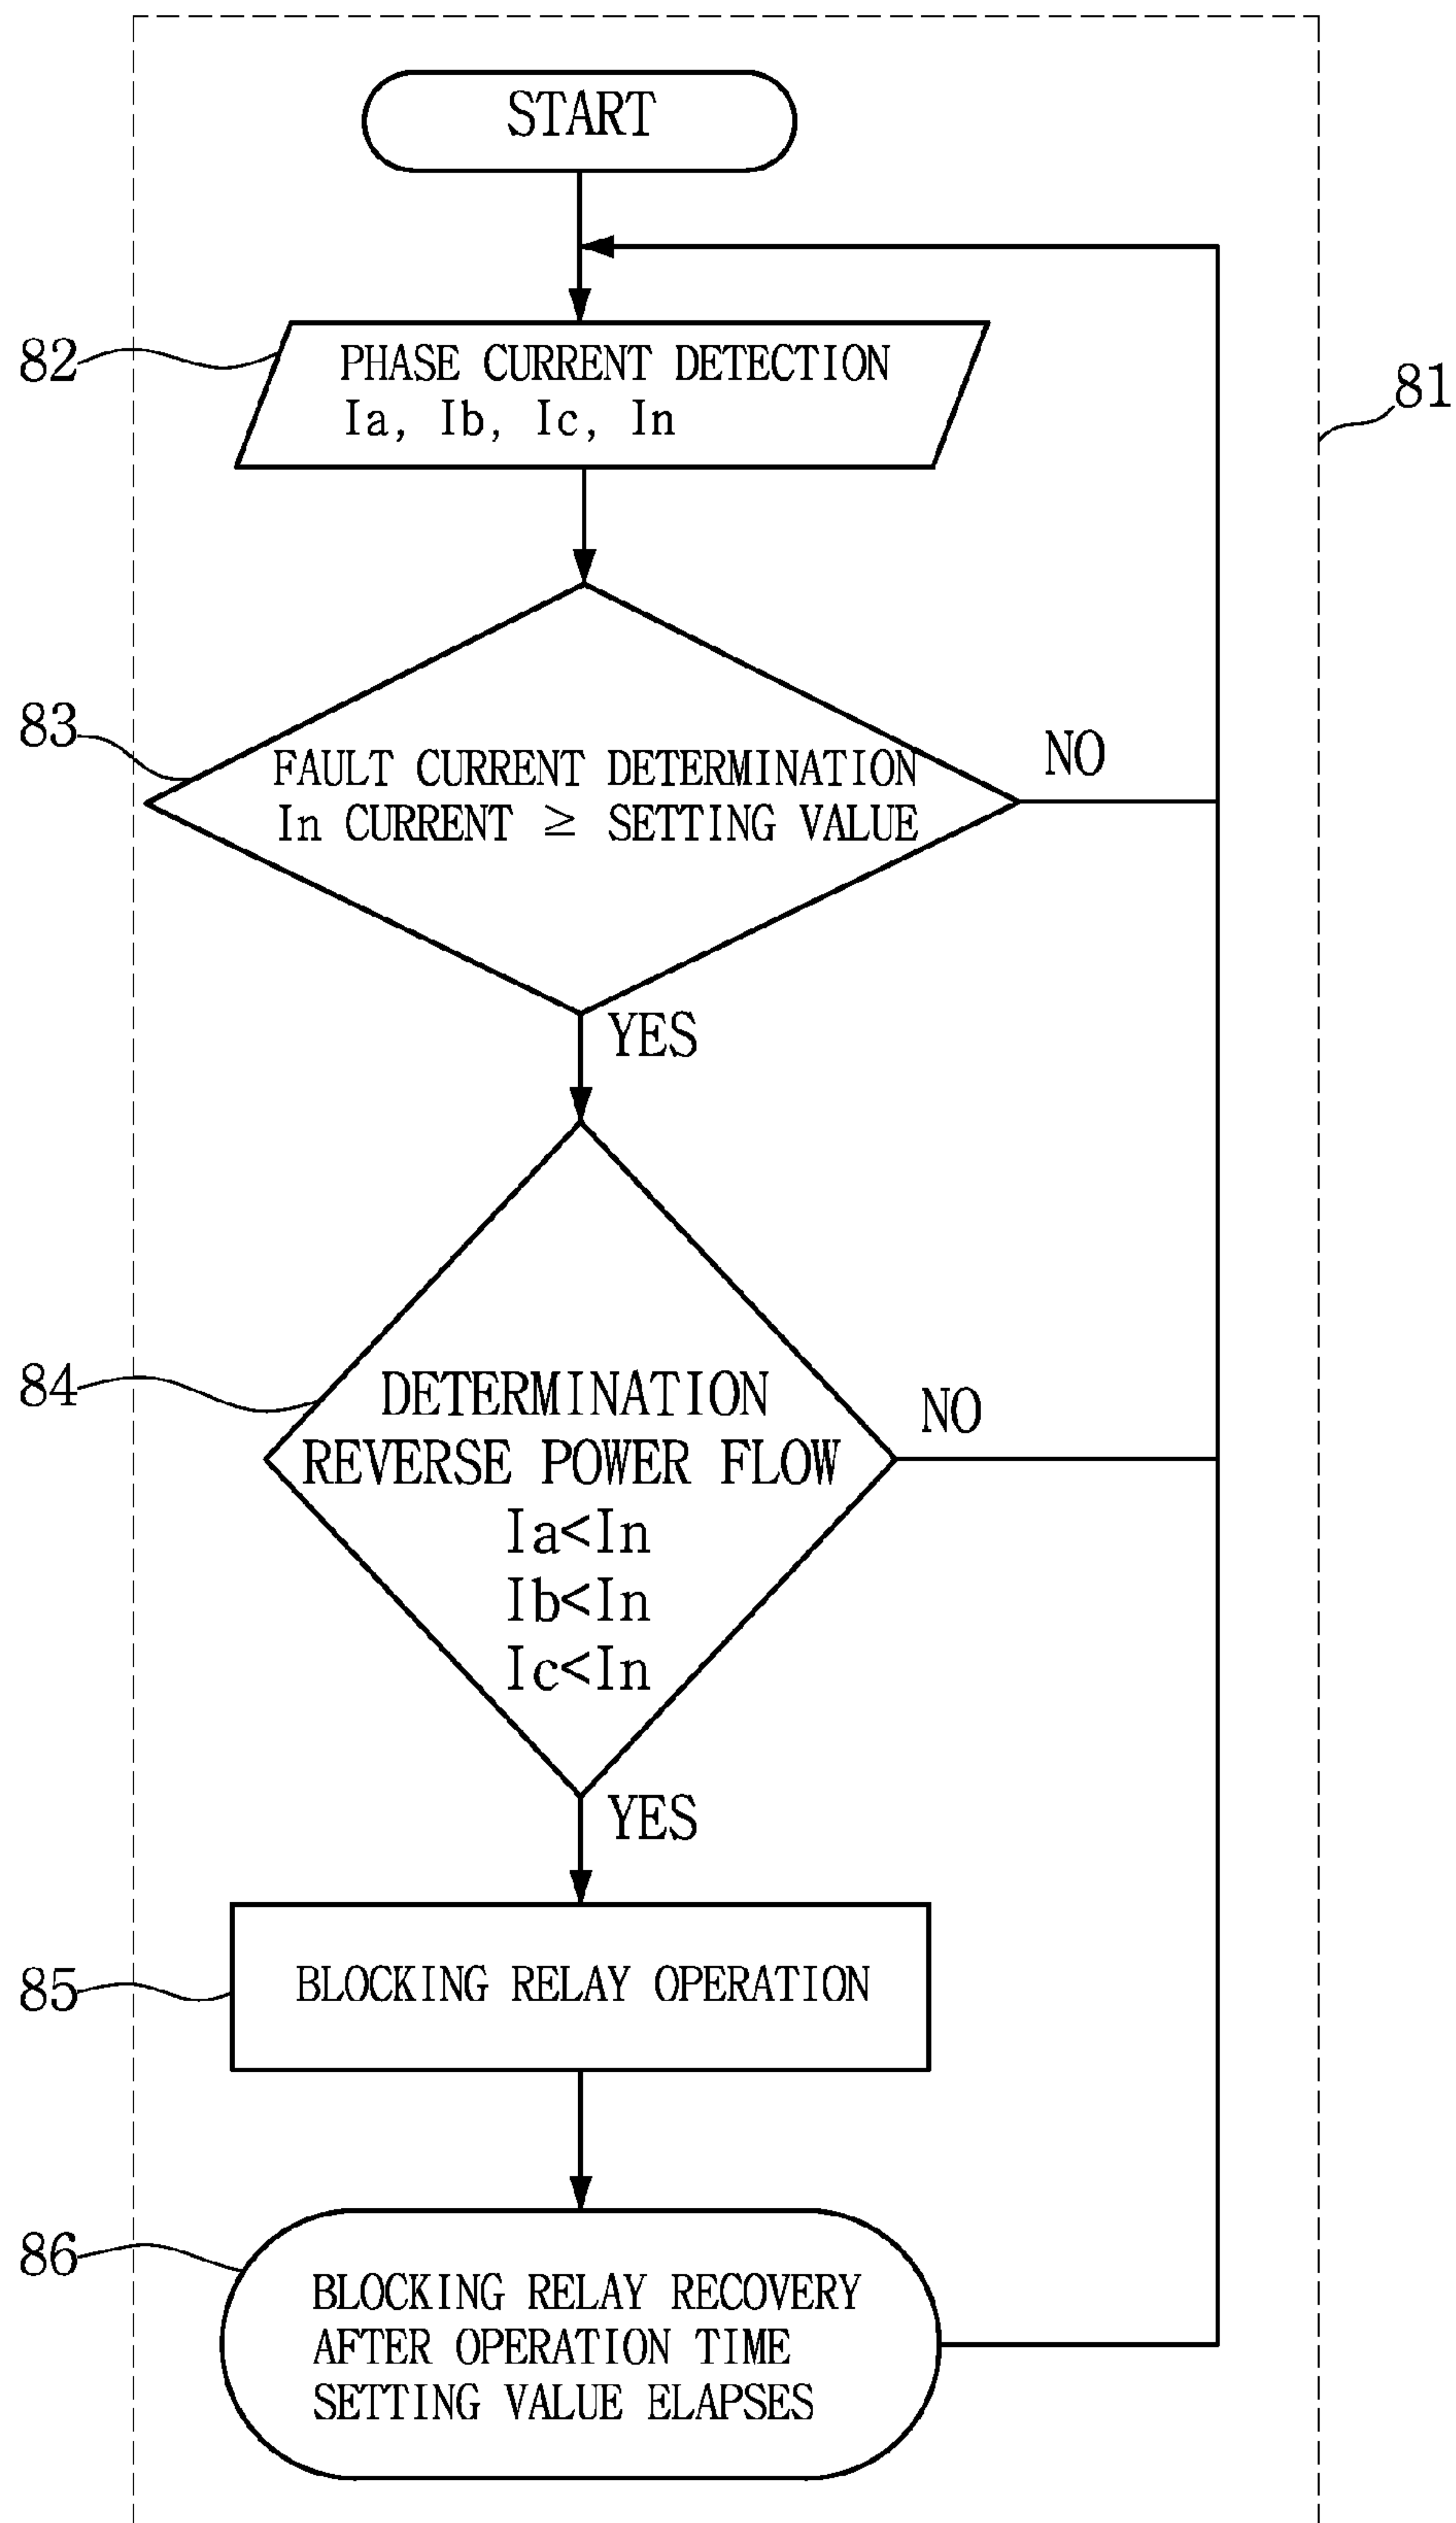 START
82
PHASE CURRENT DETECTION
Ia, Ib, Ic, In
81
83
FAULT CURRENT DETERMINATION
In CURRENT ≥ SETTING VALUE
NO
YES
84
DETERMINATION
REVERSE POWER FLOW
Ia<In
Ib<In
Ic<In
NO
YES
85
BLOCKING RELAY OPERATION
86
BLOCKING RELAY RECOVERY
AFTER OPERATION TIME
SETTING VALUE ELAPSES